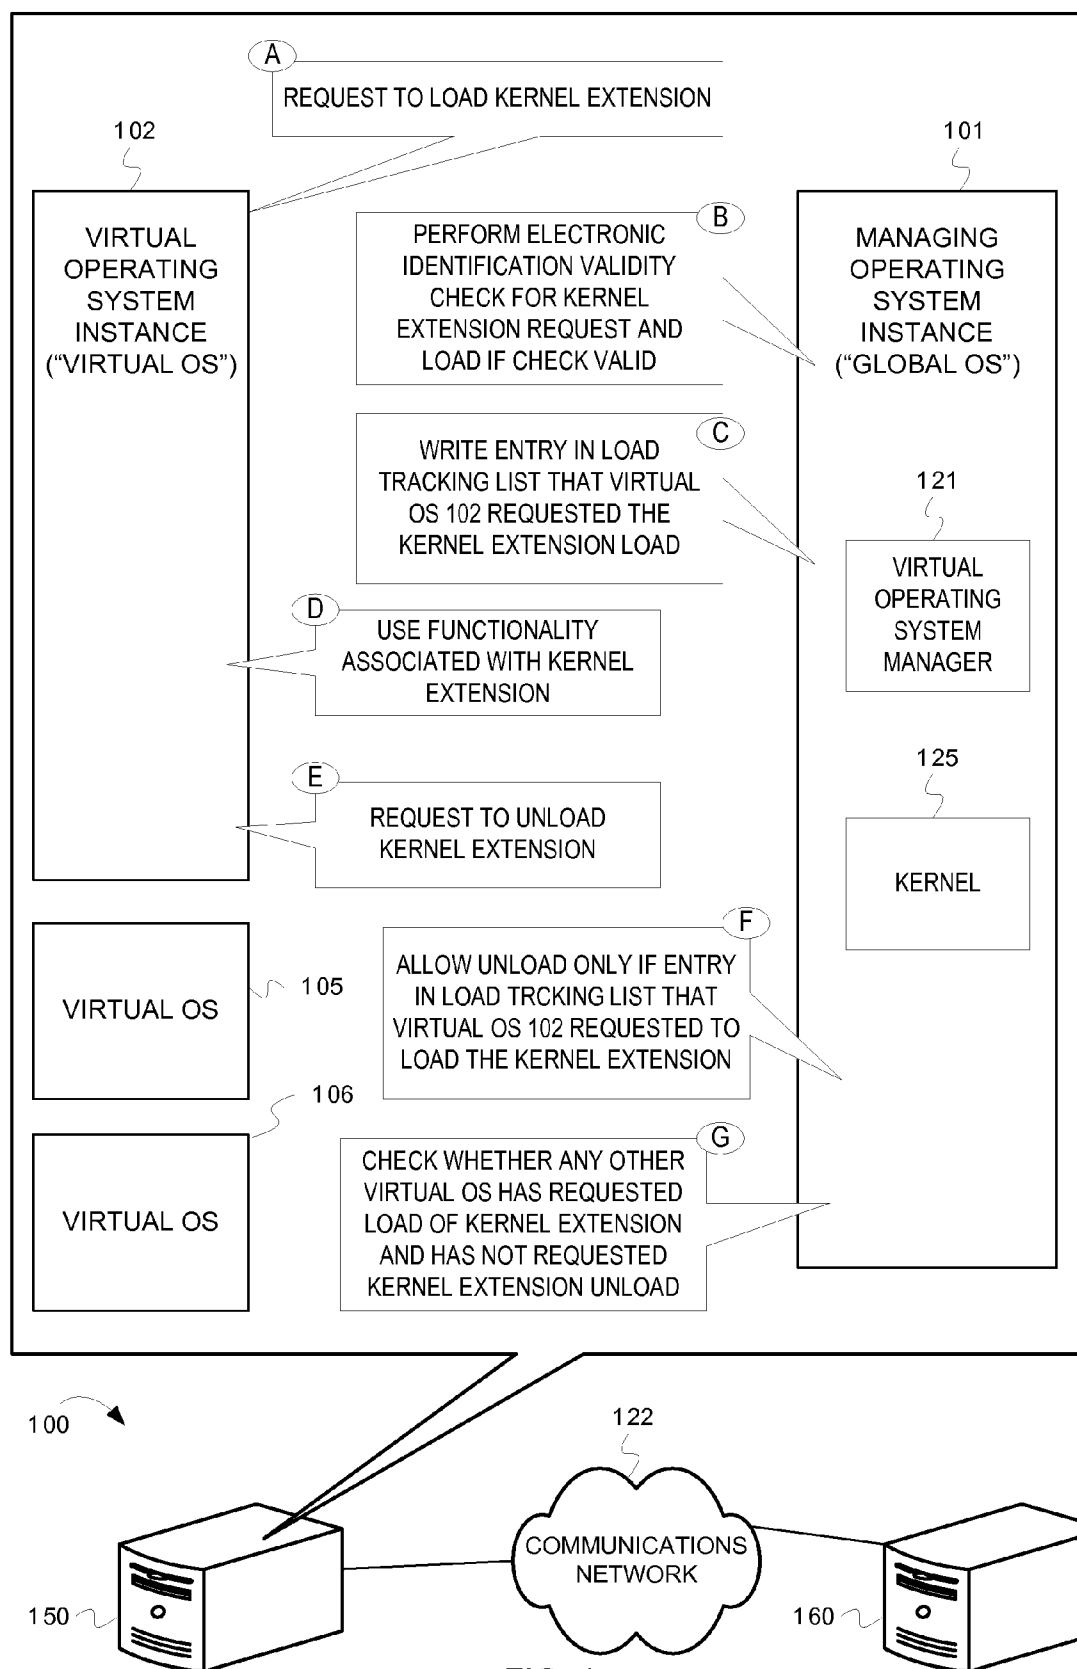 A
REQUEST TO LOAD KERNEL EXTENSION
102
101
VIRTUAL
OPERATING
SYSTEM
INSTANCE
("VIRTUAL OS")
B
PERFORM ELECTRONIC
IDENTIFICATION VALIDITY
CHECK FOR KERNEL
EXTENSION REQUEST AND
LOAD IF CHECK VALID
MANAGING
OPERATING
SYSTEM
INSTANCE
("GLOBAL OS")
C
WRITE ENTRY IN LOAD
TRACKING LIST THAT VIRTUAL
OS 102 REQUESTED THE
KERNEL EXTENSION LOAD
121
VIRTUAL
OPERATING
SYSTEM
MANAGER
D
USE FUNCTIONALITY
ASSOCIATED WITH KERNEL
EXTENSION
E
REQUEST TO UNLOAD
KERNEL EXTENSION
125
KERNEL
F
ALLOW UNLOAD ONLY IF ENTRY
IN LOAD TRCKING LIST THAT
VIRTUAL OS 102 REQUESTED TO
LOAD THE KERNEL EXTENSION
VIRTUAL OS
105
106
VIRTUAL OS
G
CHECK WHETHER ANY OTHER
VIRTUAL OS HAS REQUESTED
LOAD OF KERNEL EXTENSION
AND HAS NOT REQUESTED
KERNEL EXTENSION UNLOAD
100
122
COMMUNICATIONS
NETWORK
150
160